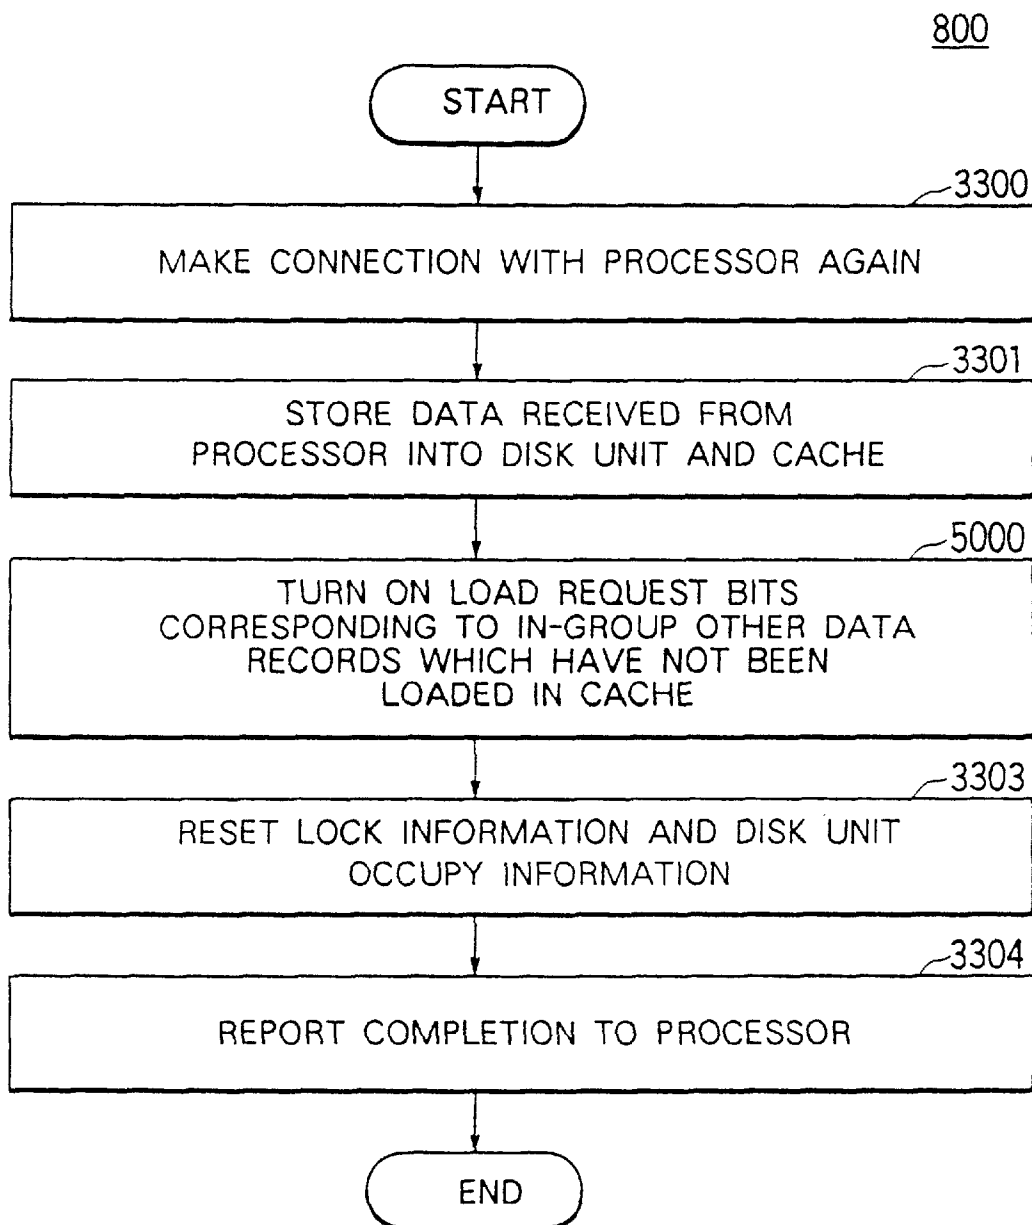 800
START
3300
MAKE CONNECTION WITH PROCESSOR AGAIN
3301
STORE DATA RECEIVED FROM
PROCESSOR INTO DISK UNIT AND CACHE
5000
TURN ON LOAD REQUEST BITS
CORRESPONDING TO IN-GROUP OTHER DATA
RECORDS WHICH HAVE NOT BEEN
LOADED IN CACHE
3303
RESET LOCK INFORMATION AND DISK UNIT
OCCUPY INFORMATION
3304
REPORT COMPLETION TO PROCESSOR
END